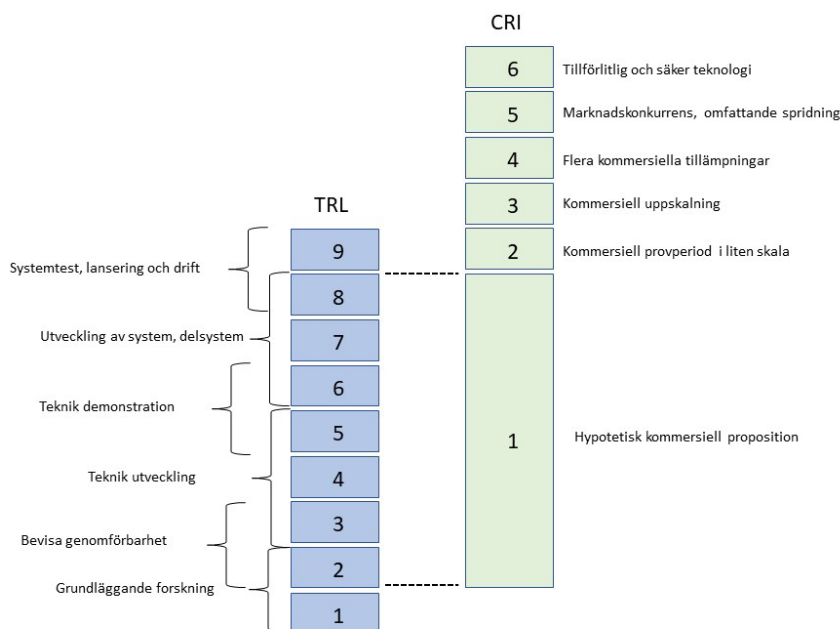 CRI
6 Tillförlitlig och säker teknologi
5 Marknadskonkurrens, omfattande spridning
4 Flera kommersiella tillämpningar
3 Kommersiell uppskalning
2 Kommersiell provperiod i liten skala
1 Hypotetisk kommersiell proposition
TRL
9
Systemtest, lansering och drift
8
Utveckling av system, delsystem
7
6
Teknik demonstration
5
Teknik utveckling
4
3
Bevisa genomförbarhet
2
Grundläggande forskning
1